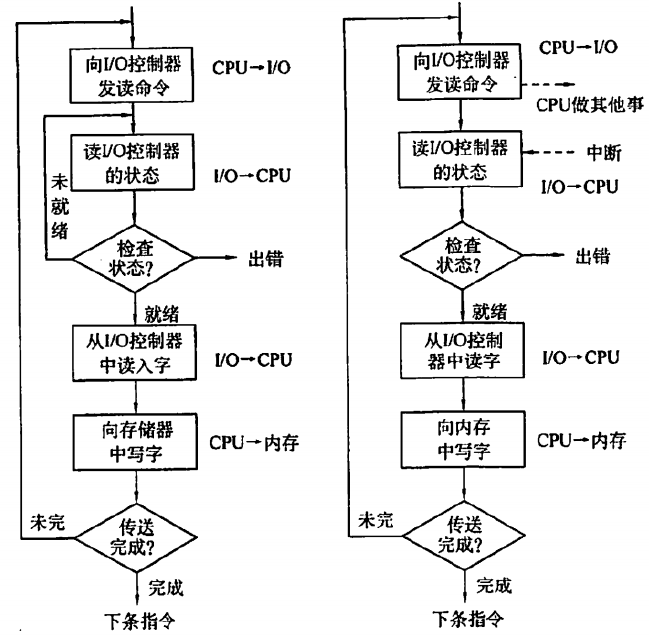 向I/O控制器
发读命令
CPU→I/O
读I/O控制器
的状态
I/O→CPU
未
就
绪
检查
状态?
出错
就绪
从I/O控制器
中读入字
I/O→CPU
向存储器
中写字
CPU→内存
未完
传送
完成?
完成
下条指令
向I/O控制器
发读命令
CPU→I/O
CPU做其他事
读I/O控制器
的状态
中断
I/O→CPU
检查
状态?
出错
就绪
从I/O控制
器中读字
I/O→CPU
向内存
中写字
CPU→内存
未完
传送
完成?
完成
下条指令